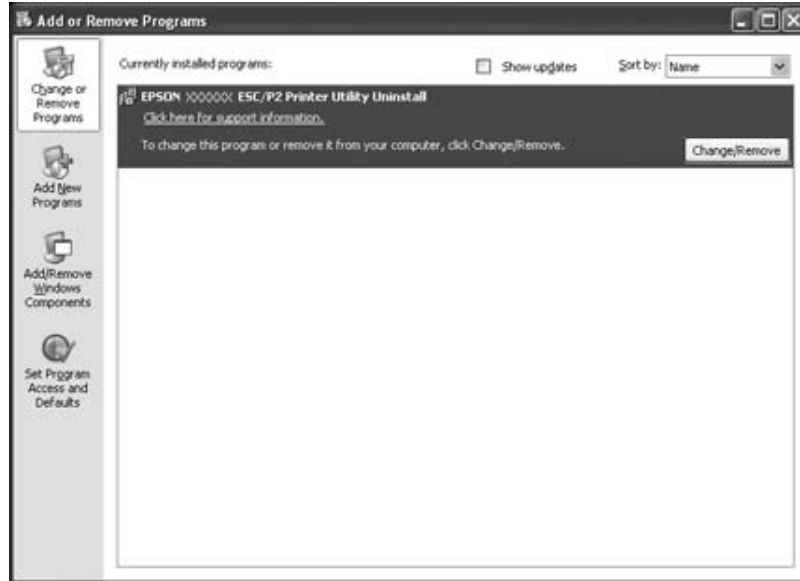 Add or Remove Programs
Change or
Remove
Programs
Add New
Programs
Add/Remove
Windows
Components
Set Program
Access and
Defaults
Currently installed programs:
Show updates
Sort by: Name
EPSON XXXXXX ESC/P2 Printer Utility Uninstall
Click here for support information.
To change this program or remove it from your computer, click Change/Remove.
Change/Remove